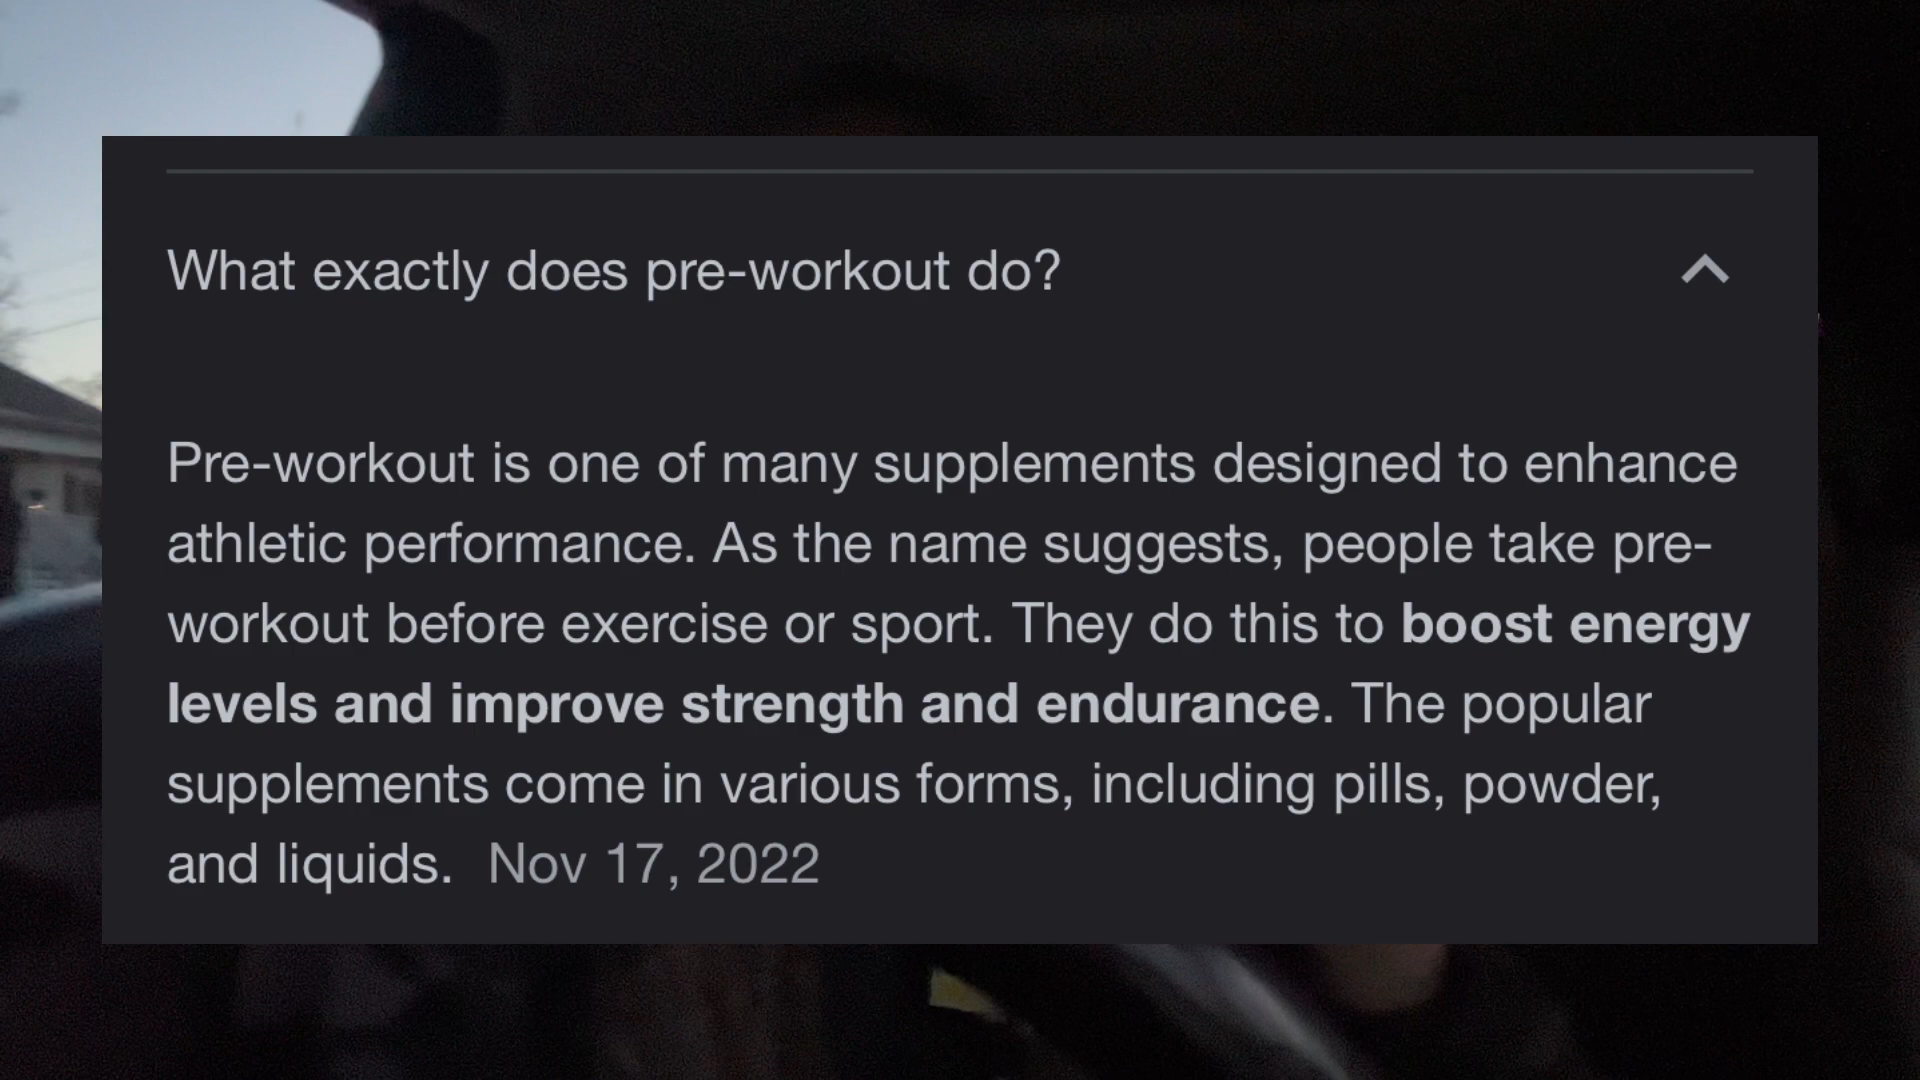 What exactly does pre-workout do?
Pre-workout is one of many supplements designed to enhance
athletic performance. As the name suggests, people take pre-
workout before exercise or sport. They do this to boost energy
levels and improve strength and endurance. The popular
supplements come in various forms, including pills, powder,
and liquids. Nov 17, 2022